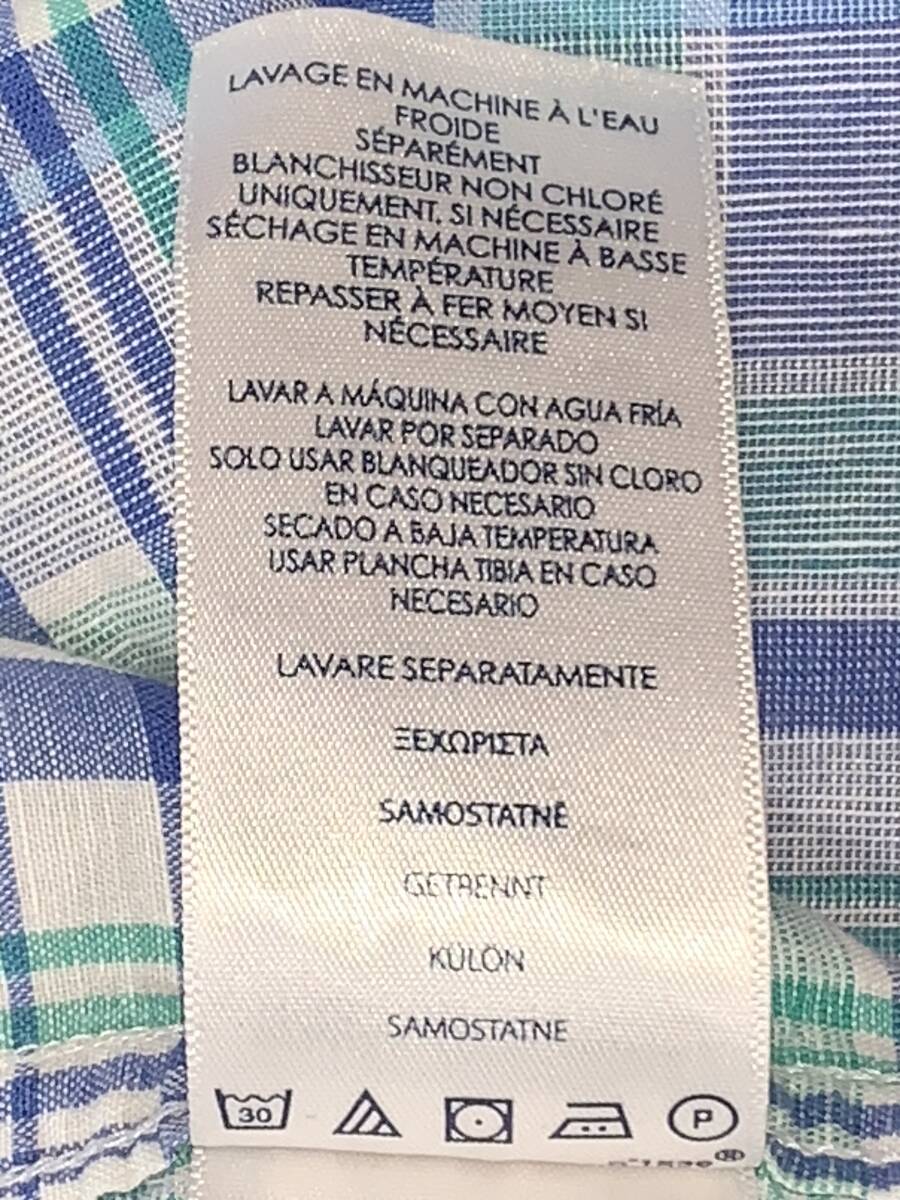 LAVAGE EN MACHINE À L'EAU
FROIDE
SÉPARÉMENT
BLANCHISSEUR NON CHLORÉ
UNIQUEMENT, SI NÉCESSAIRE
SÉCHAGE EN MACHINE À BASSE
TEMPÉRATURE
REPASSER À FER MOYEN SI
NÉCESSAIRE
LAVAR A MÁQUINA CON AGUA FRÍA
LAVAR POR SEPARADO
SOLO USAR BLANQUEADOR SIN CLORO
EN CASO NECESARIO
SECADO A BAJA TEMPERATURA
USAR PLANCHA TIBIA EN CASO
NECESARIO
LAVARE SEPARATAMENTE
ΞΕΧΩΡΙΣΤΑ
SAMOSTATNĚ
GETRENNT
KÜLÖN
SAMOSTATNE
30
P